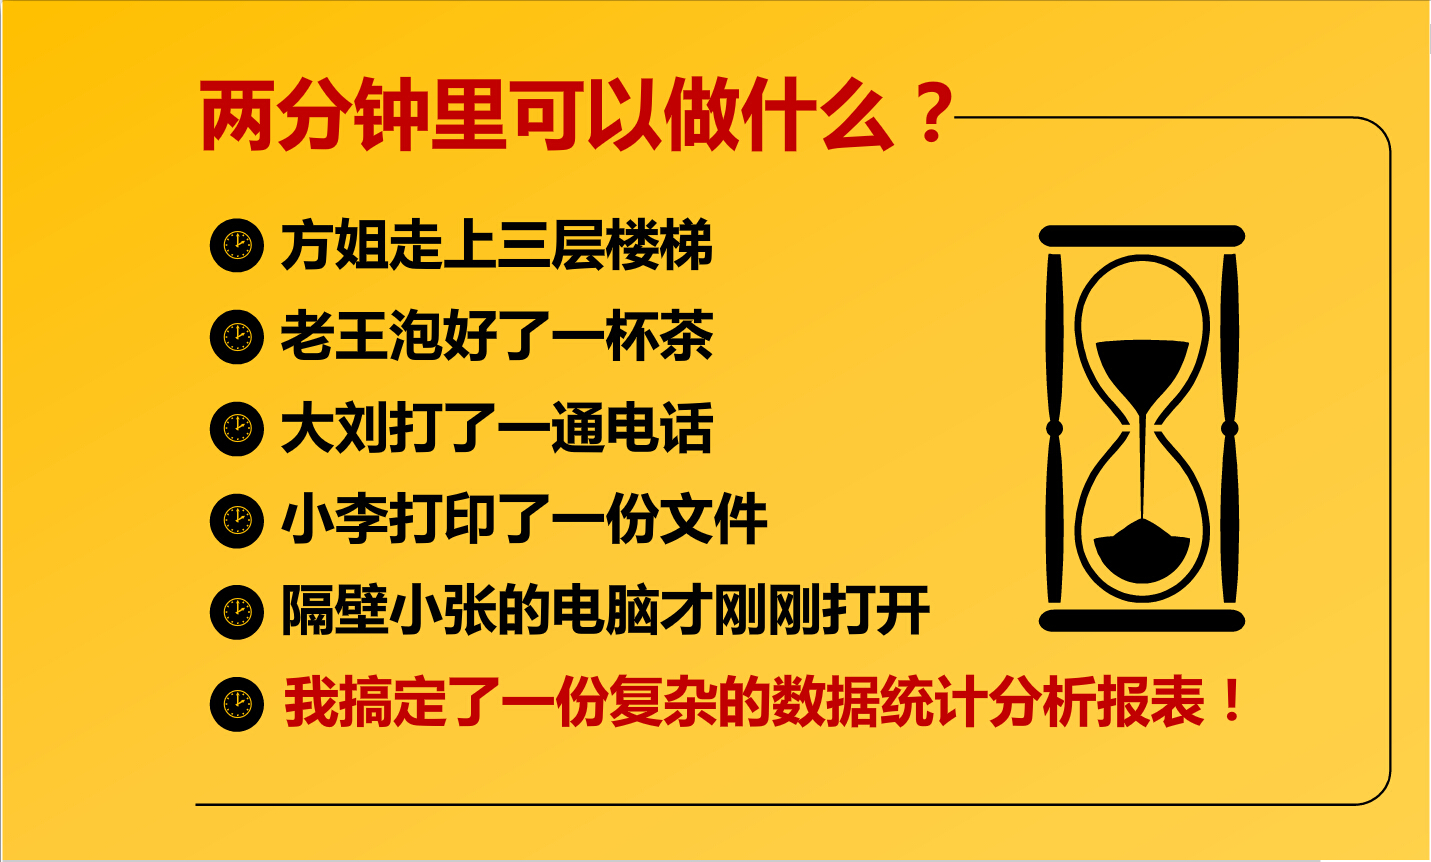 两分钟里可以做什么？
方姐走上三层楼梯
老王泡好了一杯茶
大刘打了一通电话
小李打印了一份文件
隔壁小张的电脑才刚刚打开
我搞定了一份复杂的数据统计分析报表！